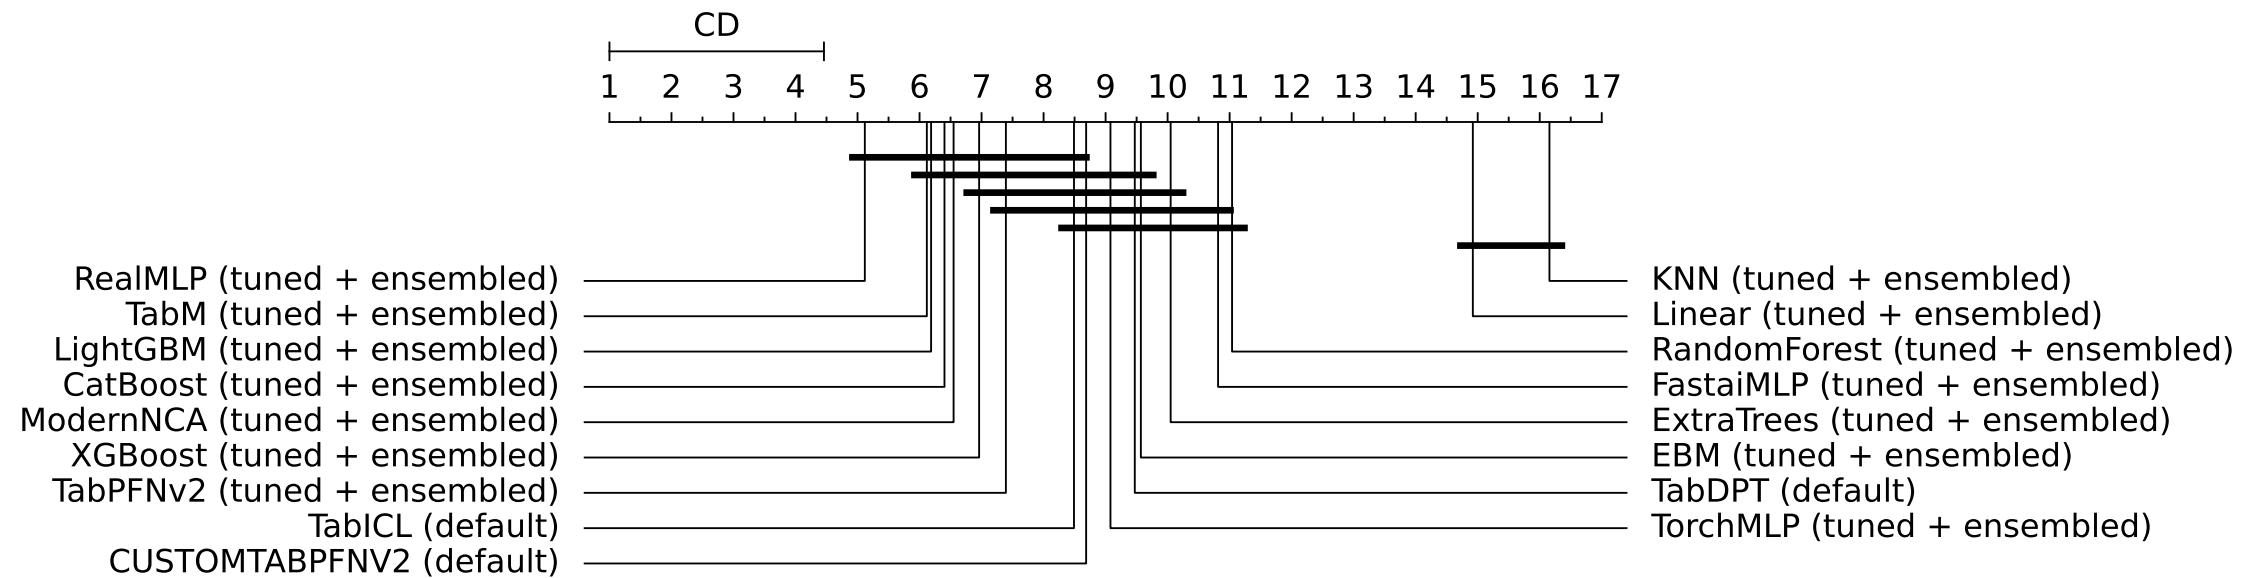 CD
1 2 3 4 5 6 7 8 9 10 11 12 13 14 15 16 17
RealMLP (tuned + ensembled)
TabM (tuned + ensembled)
LightGBM (tuned + ensembled)
CatBoost (tuned + ensembled)
ModernNCA (tuned + ensembled)
XGBoost (tuned + ensembled)
TabPFNv2 (tuned + ensembled)
TabICL (default)
CUSTOMTABPFNV2 (default)
KNN (tuned + ensembled)
Linear (tuned + ensembled)
RandomForest (tuned + ensembled)
FastaiMLP (tuned + ensembled)
ExtraTrees (tuned + ensembled)
EBM (tuned + ensembled)
TabDPT (default)
TorchMLP (tuned + ensembled)